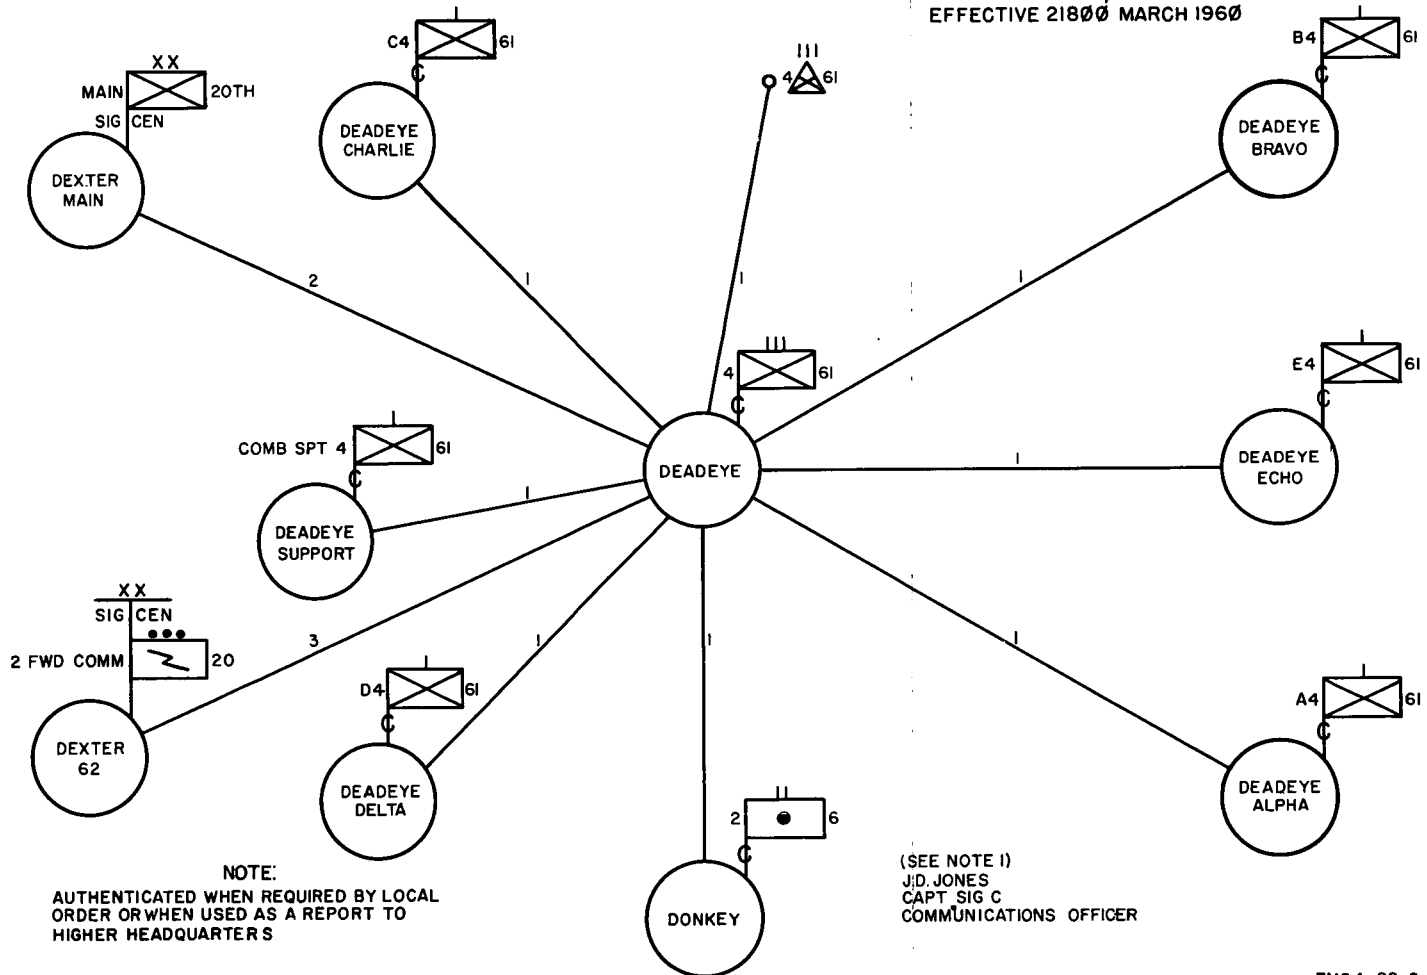 EFFECTIVE 218ØØ MARCH 1960
C4 61
4 61
B4 61
XX
MAIN 20TH
SIG CEN
DEXTER
MAIN
DEADEYE
CHARLIE
DEADEYE
BRAVO
2
1
1
1
4 61
E4 61
COMB SPT 4 61
DEADEYE
DEADEYE
ECHO
1
1
DEADEYE
SUPPORT
XX
SIG CEN
2 FWD COMM 20
3
1
1
1
D4 61
A4 61
DEXTER
62
DEADEYE
DELTA
DEADEYE
ALPHA
2 6
DONKEY
NOTE:
AUTHENTICATED WHEN REQUIRED BY LOCAL
ORDER OR WHEN USED AS A REPORT TO
HIGHER HEADQUARTERS
(SEE NOTE 1)
J.D. JONES
CAPT SIG C
COMMUNICATIONS OFFICER